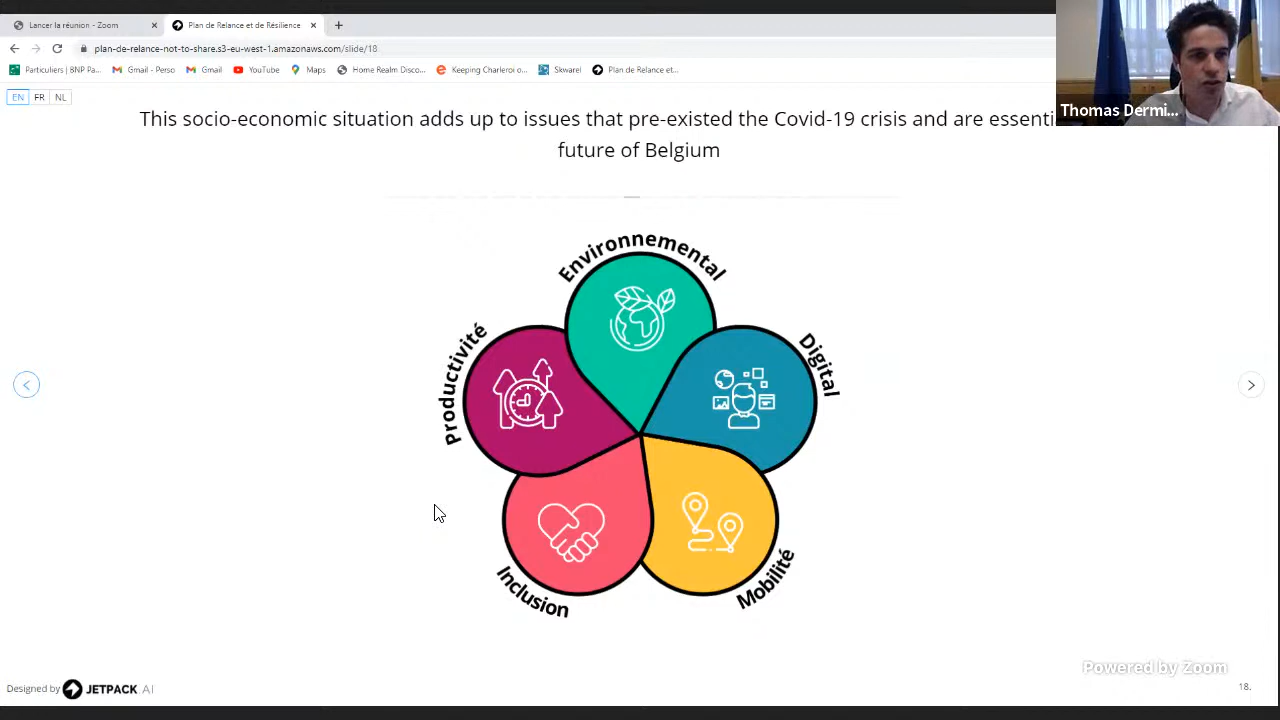 Lancer la réunion - Zoom
Plan de Relance et de Résilience
plan-de-relance-not-to-share.s3-eu-west-1.amazonaws.com/slide/18
Particuliers | BNP Pa... Gmail - Perso Gmail YouTube Maps Home Realm Disco... Keeping Charleroi o... Skwarel Plan de Relance et...
Thomas Dermi...
EN FR NL
This socio-economic situation adds up to issues that pre-existed the Covid-19 crisis and are essenti
future of Belgium
Environnemental
Productivité
Digital
Inclusion
Mobilité
Powered by Zoom
Designed by JETPACK AI
18.